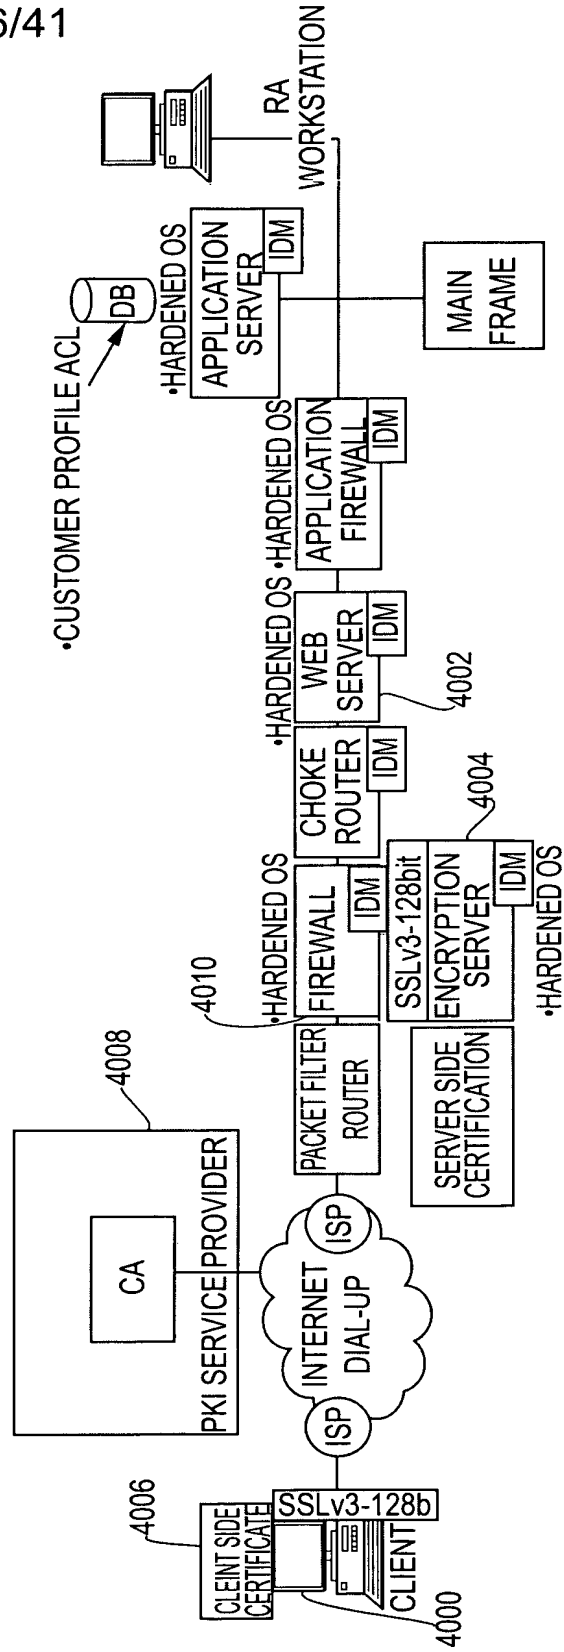 6/41
CLEINT SIDE
CERTIFICATE
4006
SSLv3-128b
CLIENT
4000
ISP
INTERNET
DIAL-UP
ISP
CA
PKI SERVICE PROVIDER
4008
PACKET FILTER
ROUTER
4010
•HARDENED OS
FIREWALL
IDM
SERVER SIDE
CERTIFICATION
SSLv3-128bit
ENCRYPTION
SERVER
IDM
•HARDENED OS
4004
CHOKE
ROUTER
IDM
•HARDENED OS
WEB
SERVER
IDM
4002
•HARDENED OS
APPLICATION
FIREWALL
IDM
•CUSTOMER PROFILE ACL
DB
•HARDENED OS
APPLICATION
SERVER
IDM
MAIN
FRAME
RA
WORKSTATION